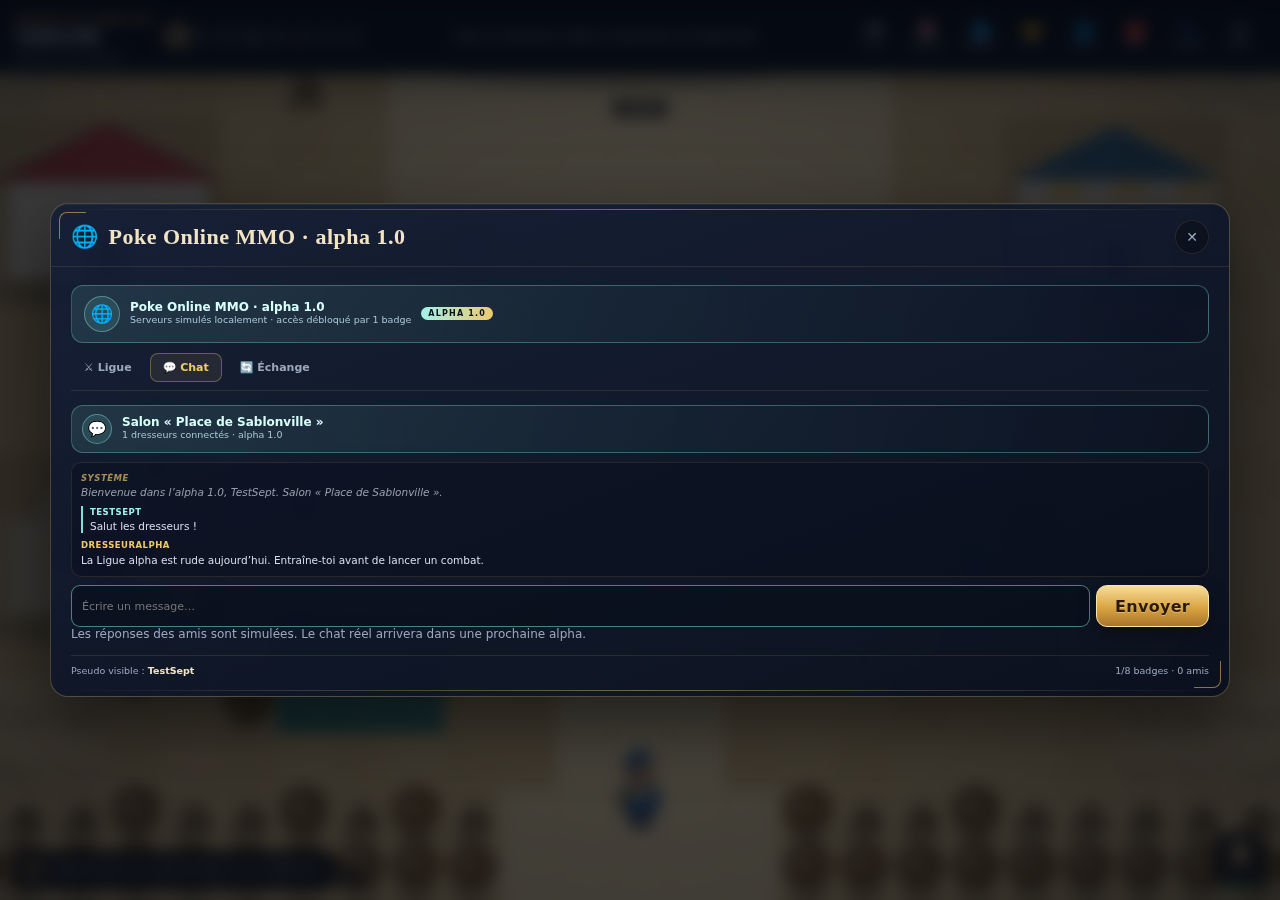 Poke Online MMO · alpha 1.0
Poke Online MMO · alpha 1.0
Serveurs simulés localement · accès débloqué par 1 badge
ALPHA 1.0
Ligue
Chat
Échange
Salon « Place de Sablonville »
1 dresseurs connectés · alpha 1.0
SYSTÈME
Bienvenue dans l’alpha 1.0, TestSept. Salon « Place de Sablonville ».
TESTSEPT
Salut les dresseurs !
DRESSEURALPHA
La Ligue alpha est rude aujourd’hui. Entraîne-toi avant de lancer un combat.
Écrire un message…
Envoyer
Les réponses des amis sont simulées. Le chat réel arrivera dans une prochaine alpha.
Pseudo visible : TestSept
1/8 badges · 0 amis